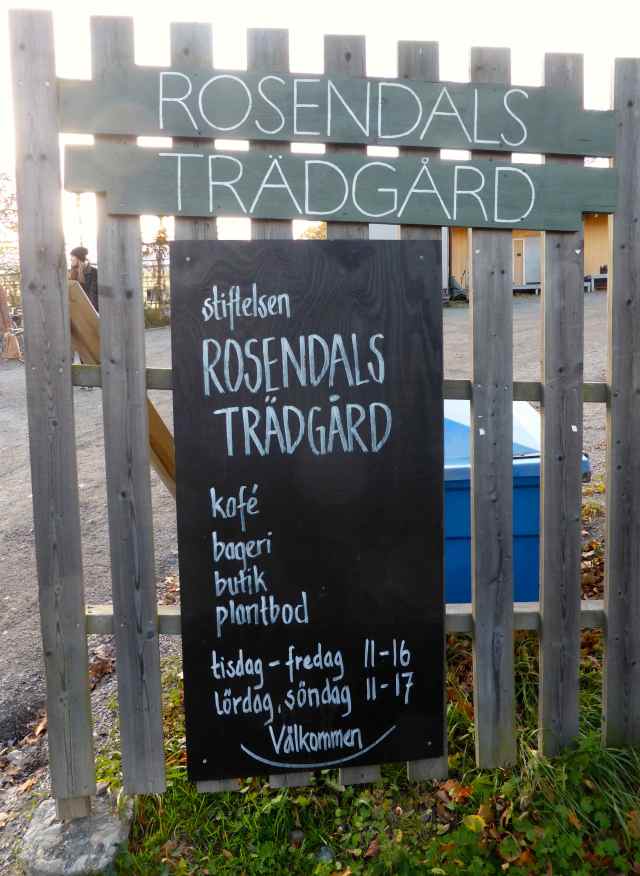 ROSENDALS
TRÄDGÅRD
stiftelsen
ROSENDALS
TRÄDGÅRD
kafé
bageri
butik
plantbod
tisdag - fredag 11-16
lördag, söndag 11-17
Välkommen